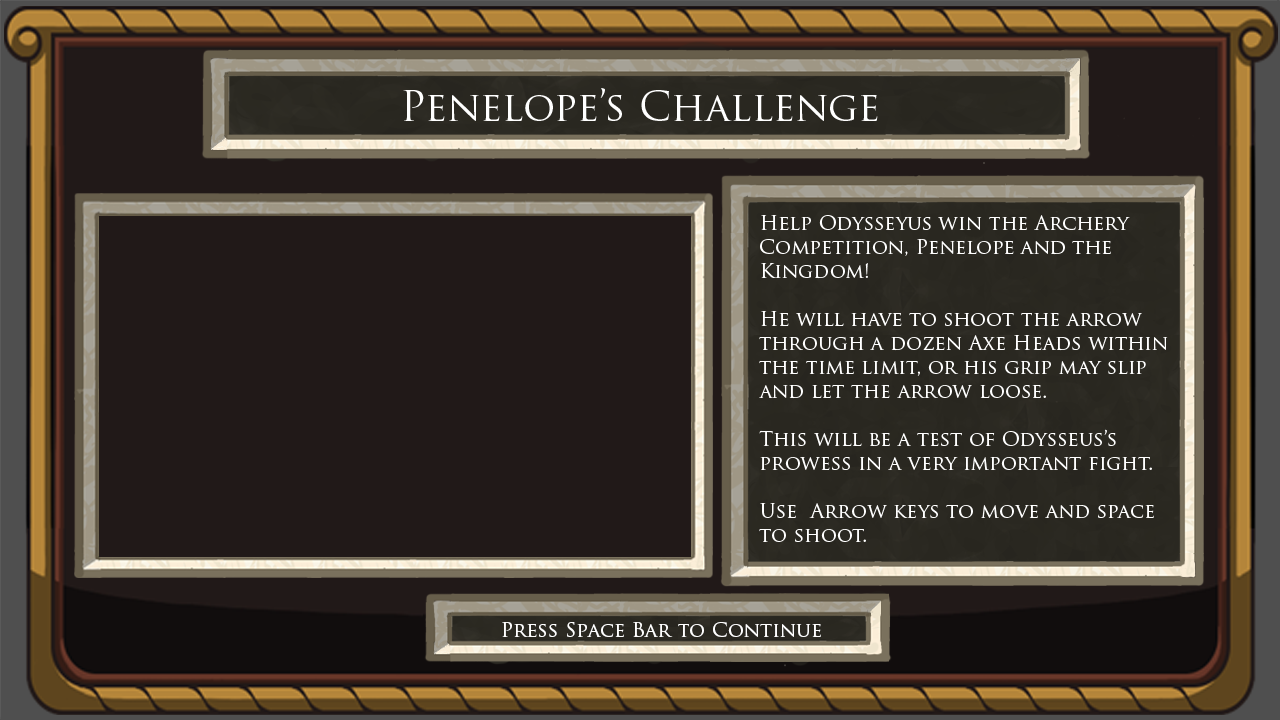 Penelope's Challenge
Help Odysseyus win the Archery
Competition, Penelope and the
Kingdom!
He will have to shoot the arrow
through a dozen Axe Heads within
the time limit, or his grip may slip
and let the arrow loose.
This will be a test of Odysseus's
prowess in a very important fight.
Use  Arrow keys to move and space
to shoot.
Press Space Bar to Continue